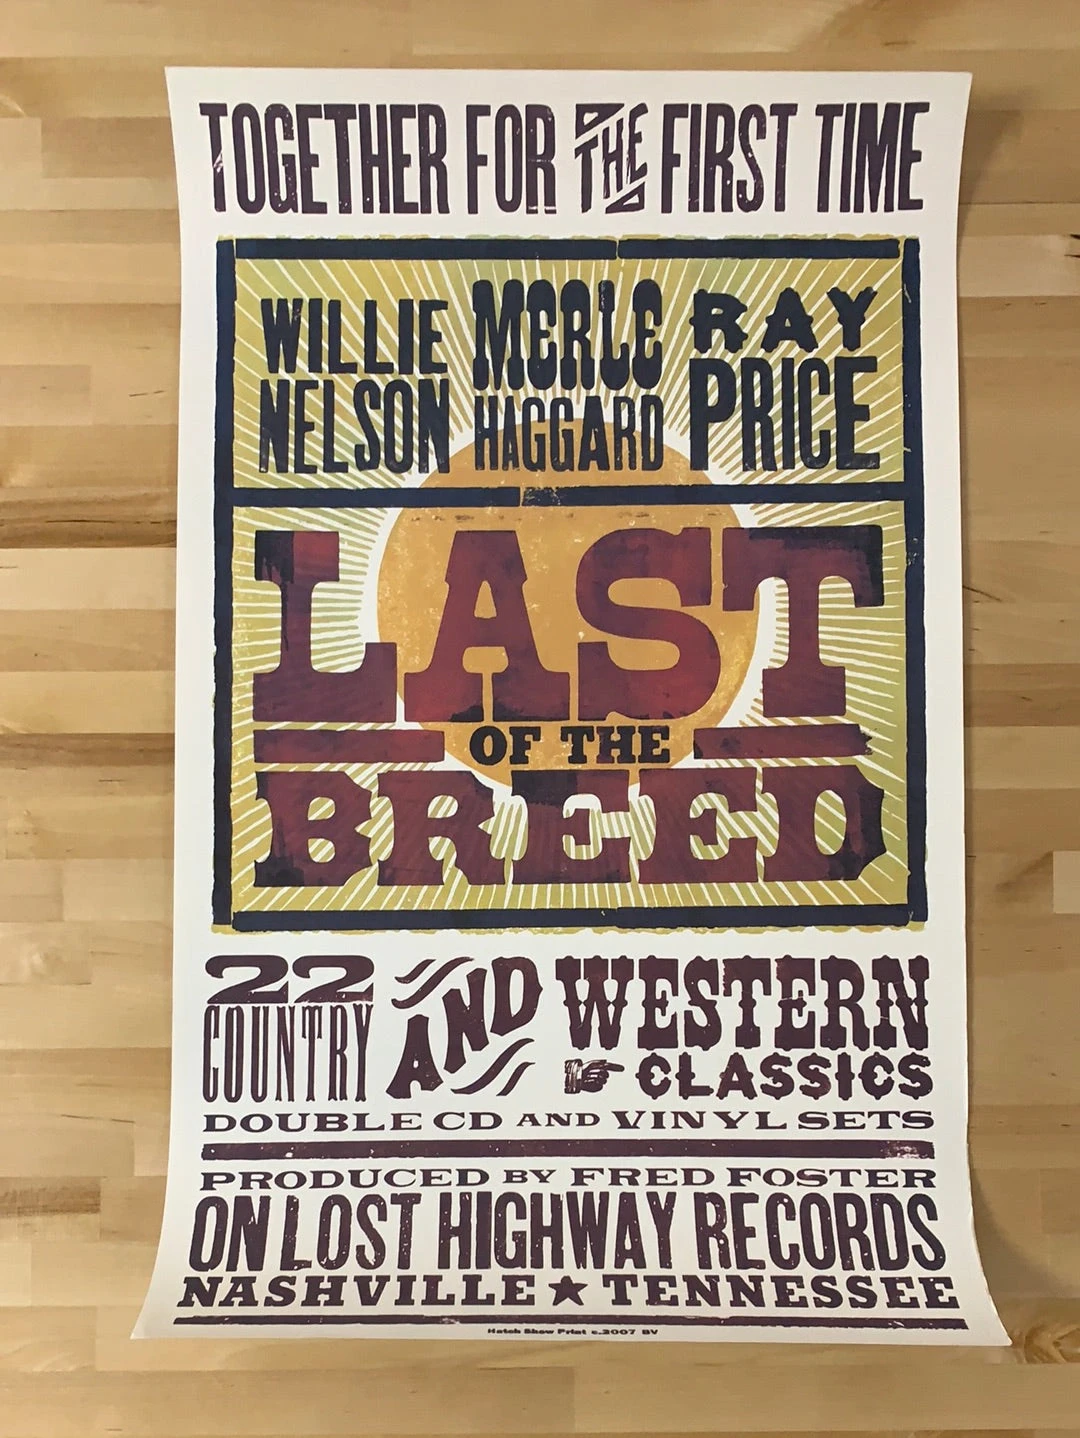 TOGETHER FOR THE FIRST TIME
WILLIE NELSON
MERLE HAGGARD
RAY PRICE
LAST
OF THE
BREED
22 COUNTRY AND WESTERN CLASSICS
DOUBLE CD AND VINYL SETS
PRODUCED BY FRED FOSTER
ON LOST HIGHWAY RECORDS
NASHVILLE ★ TENNESSEE
Hatch Show Print c.2007 BV